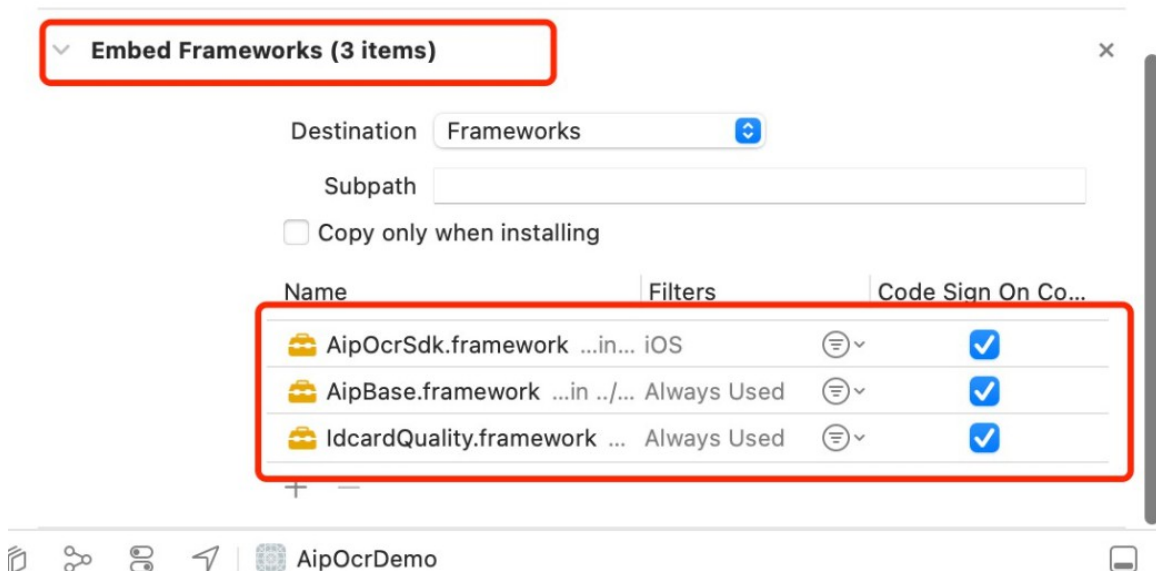 Embed Frameworks (3 items)
Destination Frameworks
Subpath
Copy only when installing
Name Filters Code Sign On Co...
AipOcrSdk.framework ...in... iOS
AipBase.framework ...in ../... Always Used
IdcardQuality.framework ... Always Used
AipOcrDemo